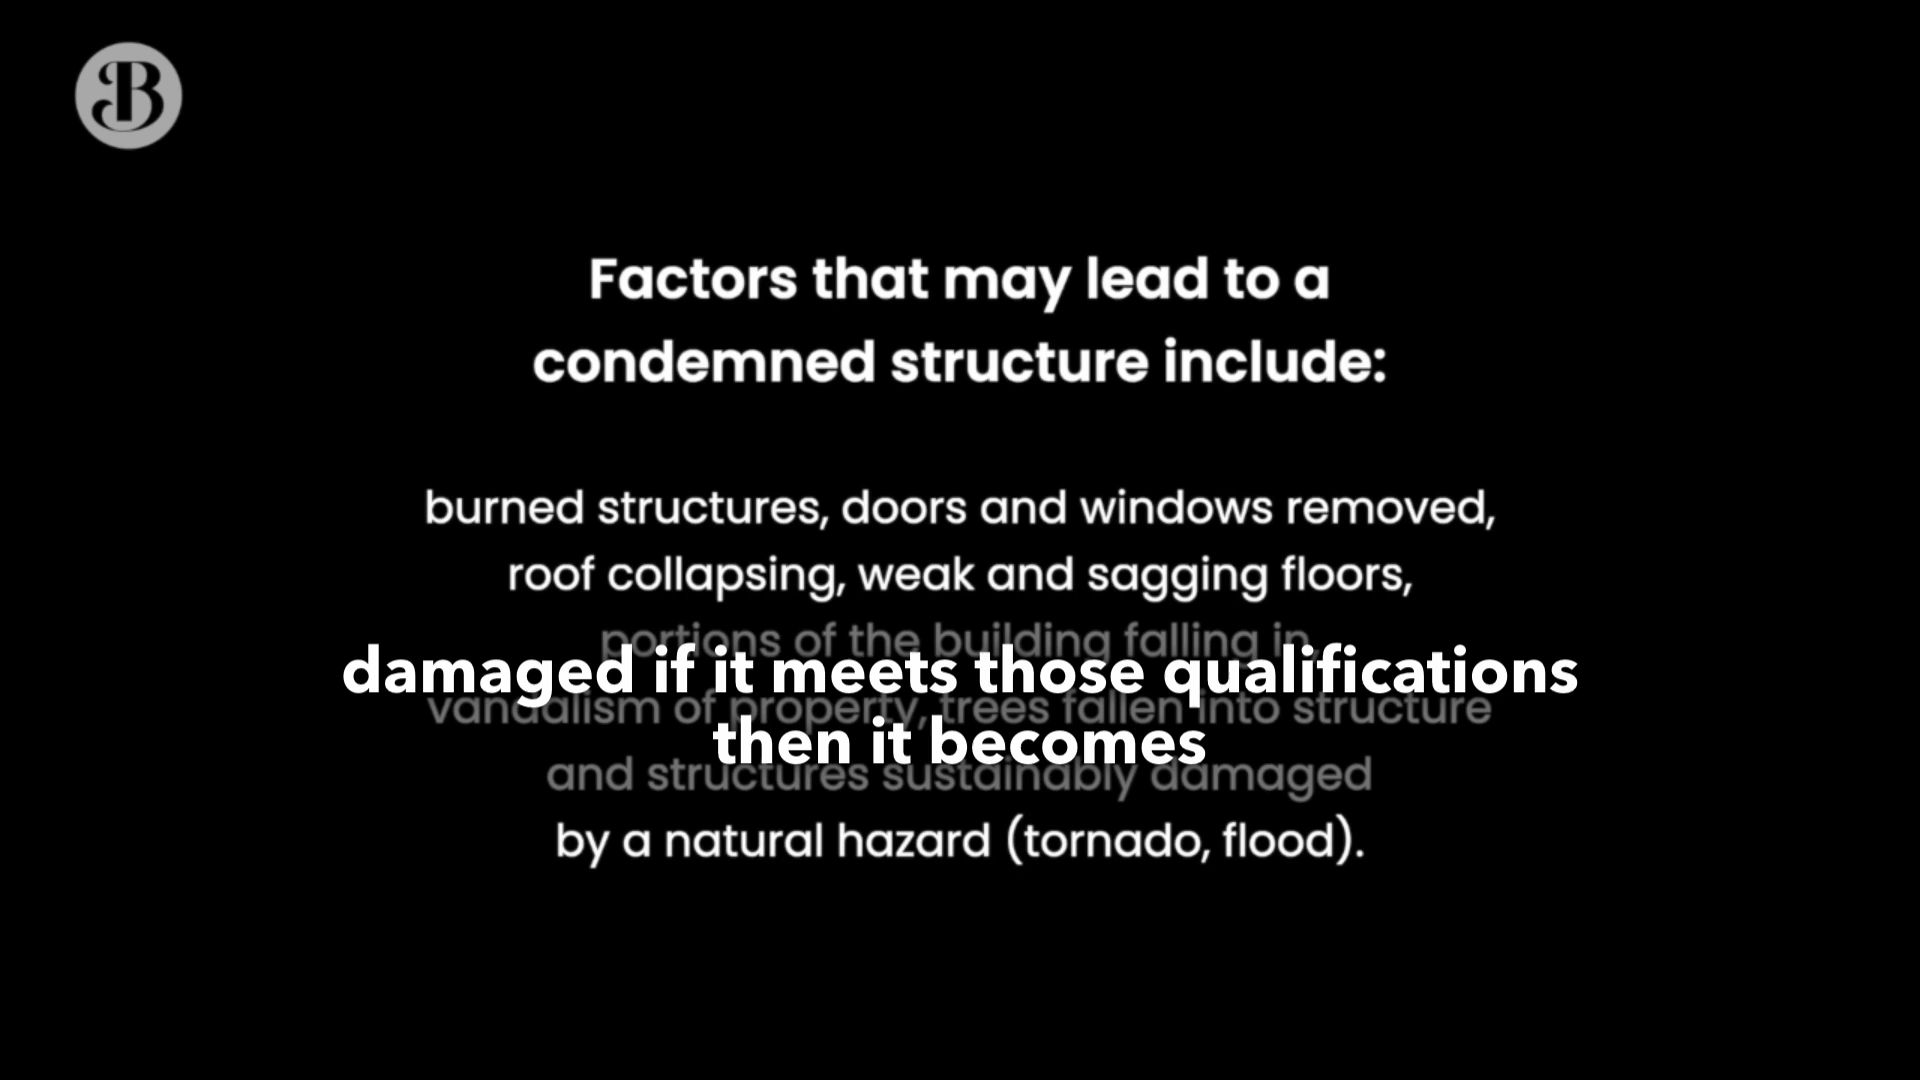 B
Factors that may lead to a
condemned structure include:
burned structures, doors and windows removed,
roof collapsing, weak and sagging floors,
portions of the building falling in,
damaged if it meets those qualifications
vandalism of property, trees fallen into structure
then it becomes
and structures sustainably damaged
by a natural hazard (tornado, flood).